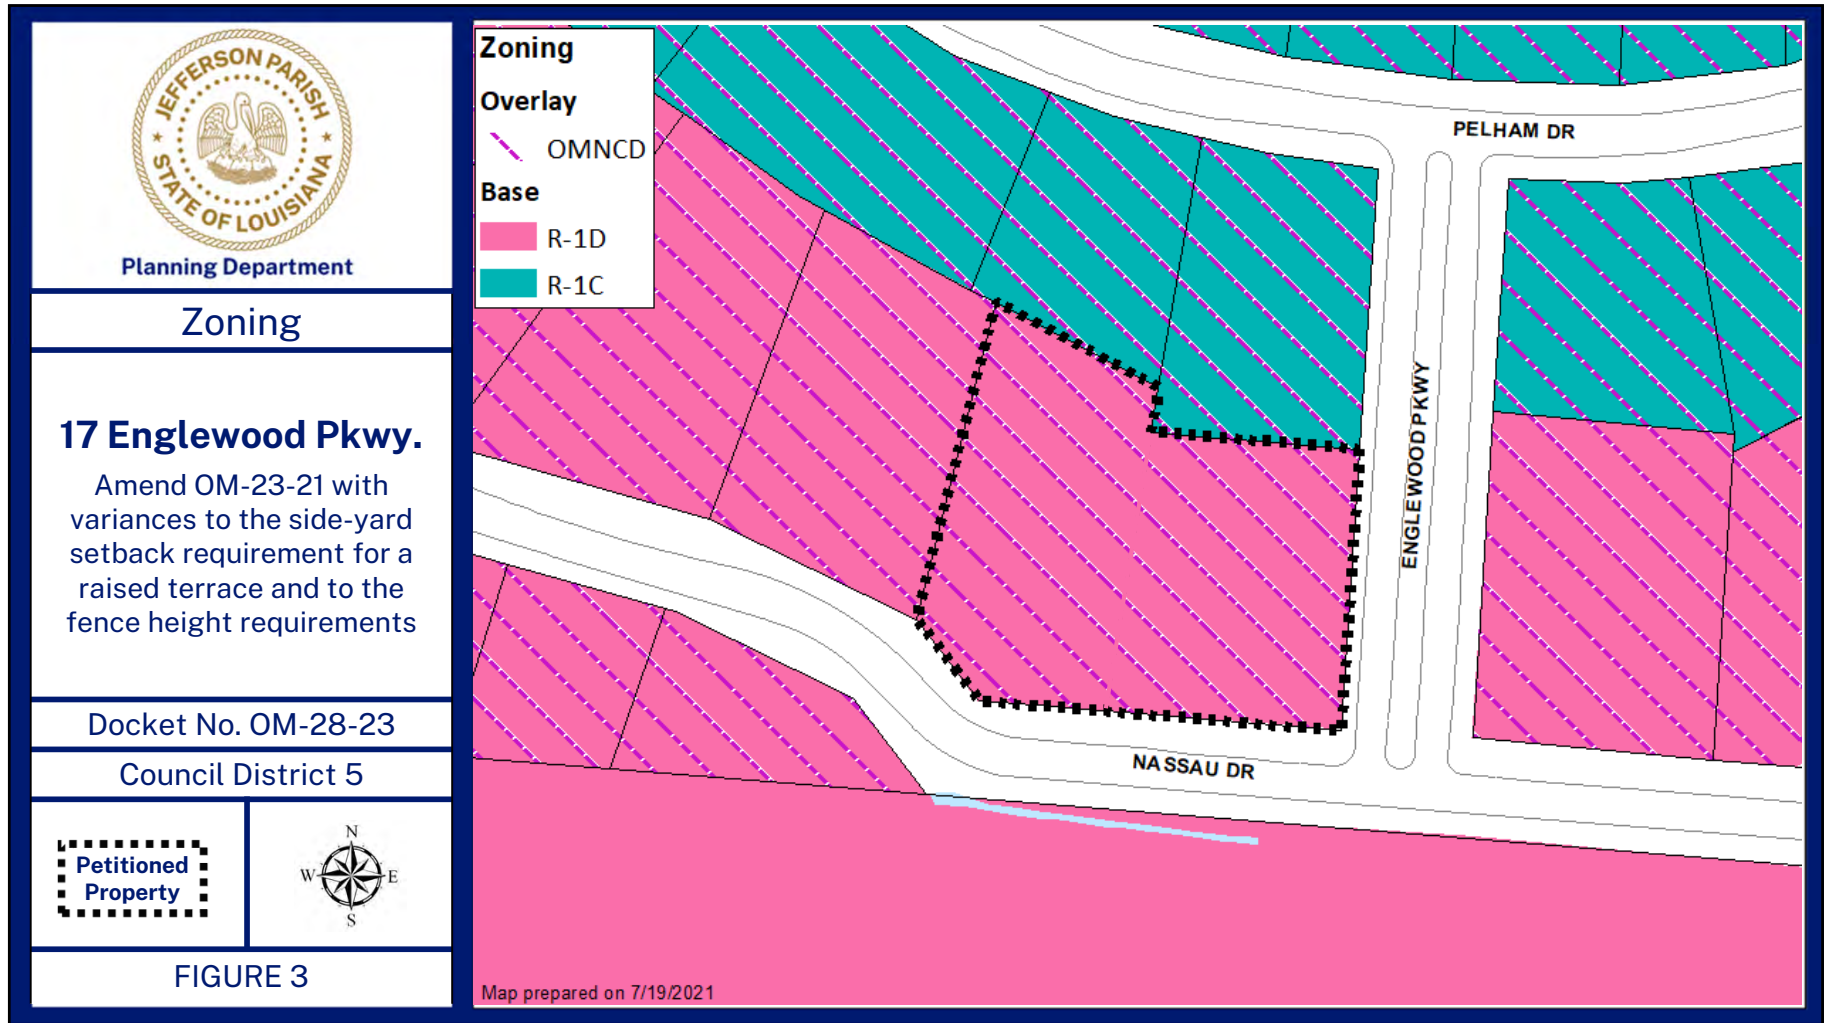 JEFFERSON PARISH
STATE OF LOUISIANA
Planning Department
Zoning
17 Englewood Pkwy.
Amend OM-23-21 with
variances to the side-yard
setback requirement for a
raised terrace and to the
fence height requirements
Docket No. OM-28-23
Council District 5
Petitioned
Property
N
W E
S
FIGURE 3
Zoning
Overlay
OMNCD
Base
R-1D
R-1C
PELHAM DR
ENGLEWOOD PKWY
NASSAU DR
Map prepared on 7/19/2021